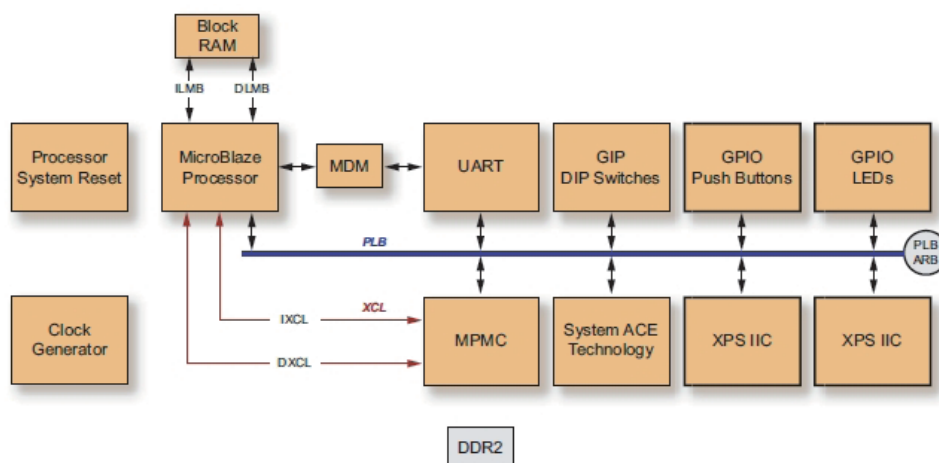 Block
RAM
ILMB
DLMB
Processor
System Reset
MicroBlaze
Processor
MDM
UART
GIP
DIP Switches
GPIO
Push Buttons
GPIO
LEDs
PLB
PLB
ARB
Clock
Generator
IXCL
XCL
DXCL
MPMC
System ACE
Technology
XPS IIC
XPS IIC
DDR2